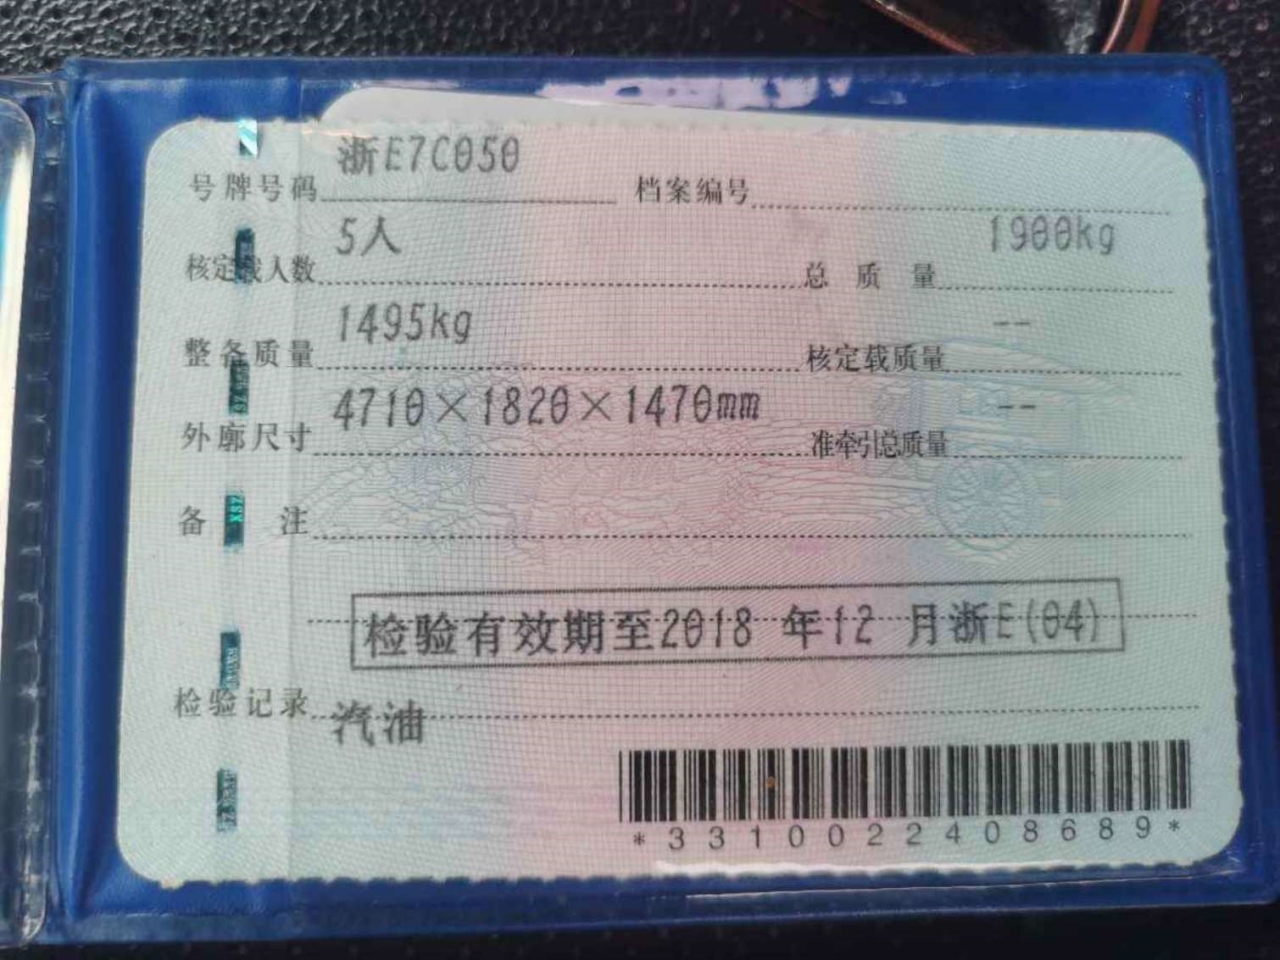 号牌号码 浙E7C050 档案编号
核定载人数 5人 总质量 1900kg
整备质量 1495kg 核定载质量 --
外廓尺寸 4710×1820×1470mm 准牵引总质量 --
备注
检验有效期至2018 年12 月浙E(04)
检验记录
汽油
*3310022408689*